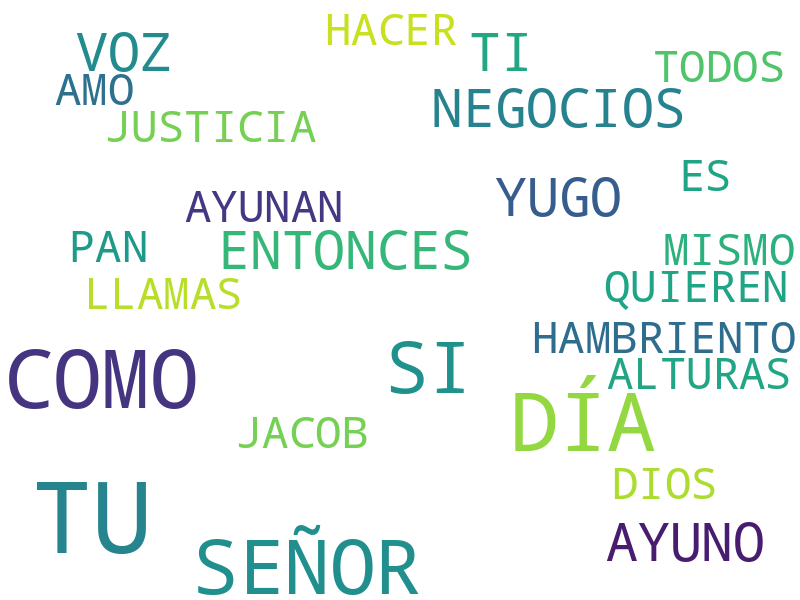 HACER
VOZ
TI
TODOS
AMO
NEGOCIOS
JUSTICIA
ES
YUGO
AYUNAN
PAN
ENTONCES
MISMO
LLAMAS
QUIEREN
HAMBRIENTO
COMO
SI
ALTURAS
DÍA
JACOB
DIOS
TU
AYUNO
SEÑOR